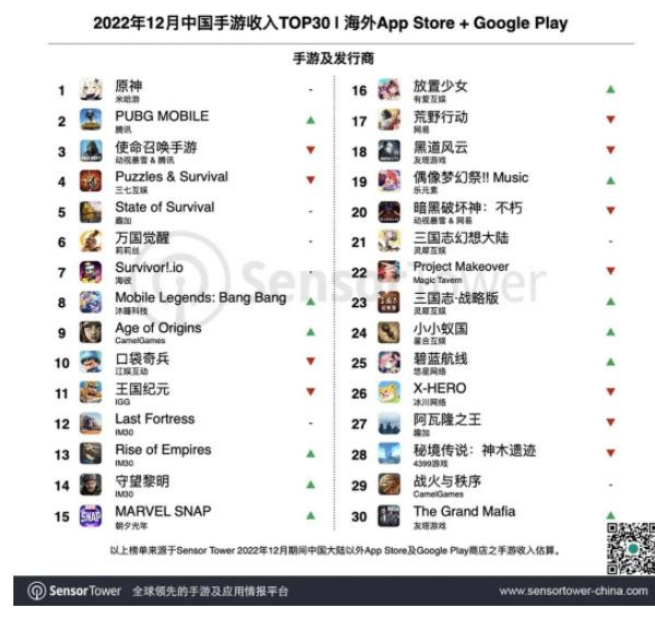 2022年12月中国手游收入TOP30 | 海外App Store + Google Play
手游及发行商
1 原神 -
米哈游
2 PUBG MOBILE ▲
腾讯
3 使命召唤手游 ▼
动视暴雪 & 腾讯
4 Puzzles & Survival ▼
三七互娱
5 State of Survival -
趣加
6 万国觉醒 -
莉莉丝
7 Survivor!.io -
海彼
8 Mobile Legends: Bang Bang ▲
沐瞳科技
9 Age of Origins ▲
CamelGames
10 口袋奇兵 ▼
江娱互动
11 王国纪元 ▼
IGG
12 Last Fortress -
IM30
13 Rise of Empires ▲
IM30
14 守望黎明 ▲
IM30
15 MARVEL SNAP ▲
朝夕光年
16 放置少女 ▲
有爱互娱
17 荒野行动 ▼
网易
18 黑道风云 ▼
友塔游戏
19 偶像梦幻祭!! Music ▲
乐元素
20 暗黑破坏神：不朽 ▼
动视暴雪 & 网易
21 三国志幻想大陆 -
灵犀互娱
22 Project Makeover ▼
Magic Tavern
23 三国志·战略版 ▲
灵犀互娱
24 小小蚁国 ▲
星合互娱
25 碧蓝航线 ▲
悠星网络
26 X-HERO ▼
冰川网络
27 阿瓦隆之王 ▼
趣加
28 秘境传说：神木遗迹 ▼
4399游戏
29 战火与秩序 -
CamelGames
30 The Grand Mafia ▲
友塔游戏
SensorTower
以上榜单来源于Sensor Tower 2022年12月期间中国大陆以外App Store及Google Play商店之手游收入估算。
SensorTower 全球领先的手游及应用情报平台
www.sensortower-china.com